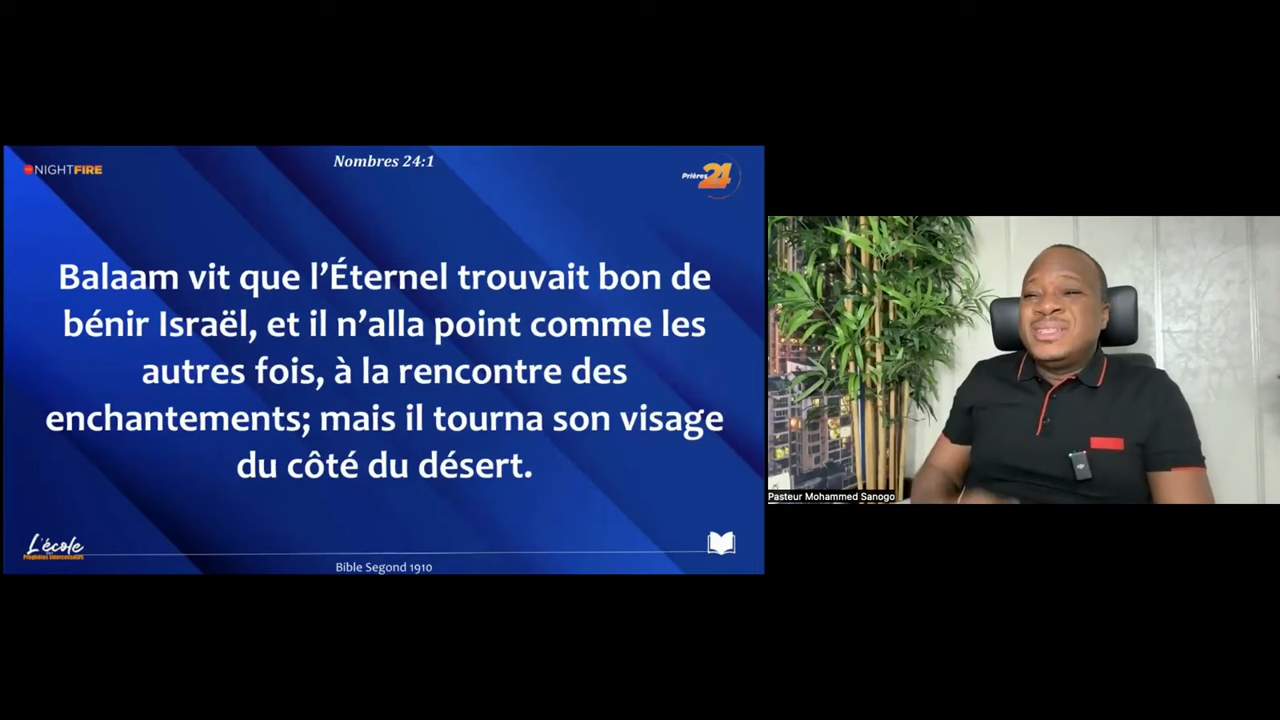 NIGHTFIRE
Nombres 24:1
Prières 24
Balaam vit que l’Éternel trouvait bon de
bénir Israël, et il n’alla point comme les
autres fois, à la rencontre des
enchantements; mais il tourna son visage
du côté du désert.
L'école
Prophètes Intercesseurs
Bible Segond 1910
Pasteur Mohammed Sanogo